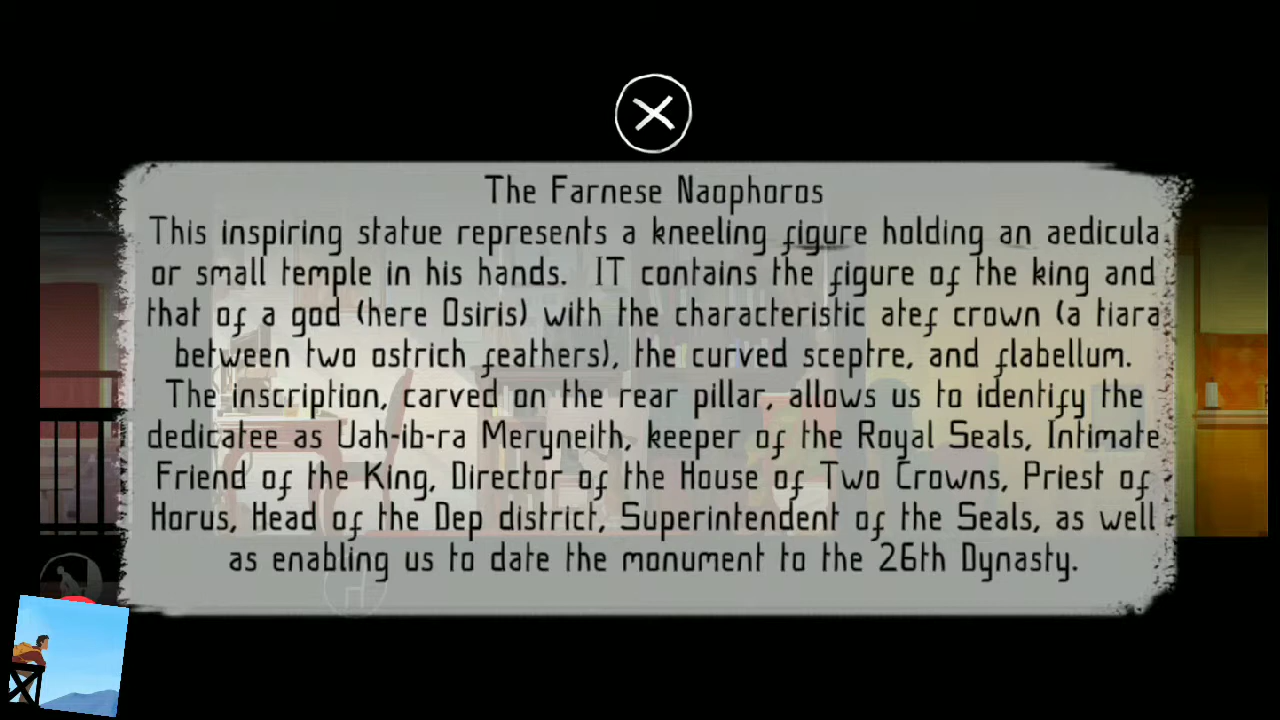 The Farnese Naophoros
This inspiring statue represents a kneeling figure holding an aedicula
or small temple in his hands. IT contains the figure of the king and
that of a god (here Osiris) with the characteristic atef crown (a tiara
between two ostrich feathers), the curved sceptre, and flabellum.
The inscription, carved on the rear pillar, allows us to identify the
dedicatee as Uah-ib-ra Meryneith, keeper of the Royal Seals, Intimate
Friend of the King, Director of the House of Two Crowns, Priest of
Horus, Head of the Dep district, Superintendent of the Seals, as well
as enabling us to date the monument to the 26th Dynasty.